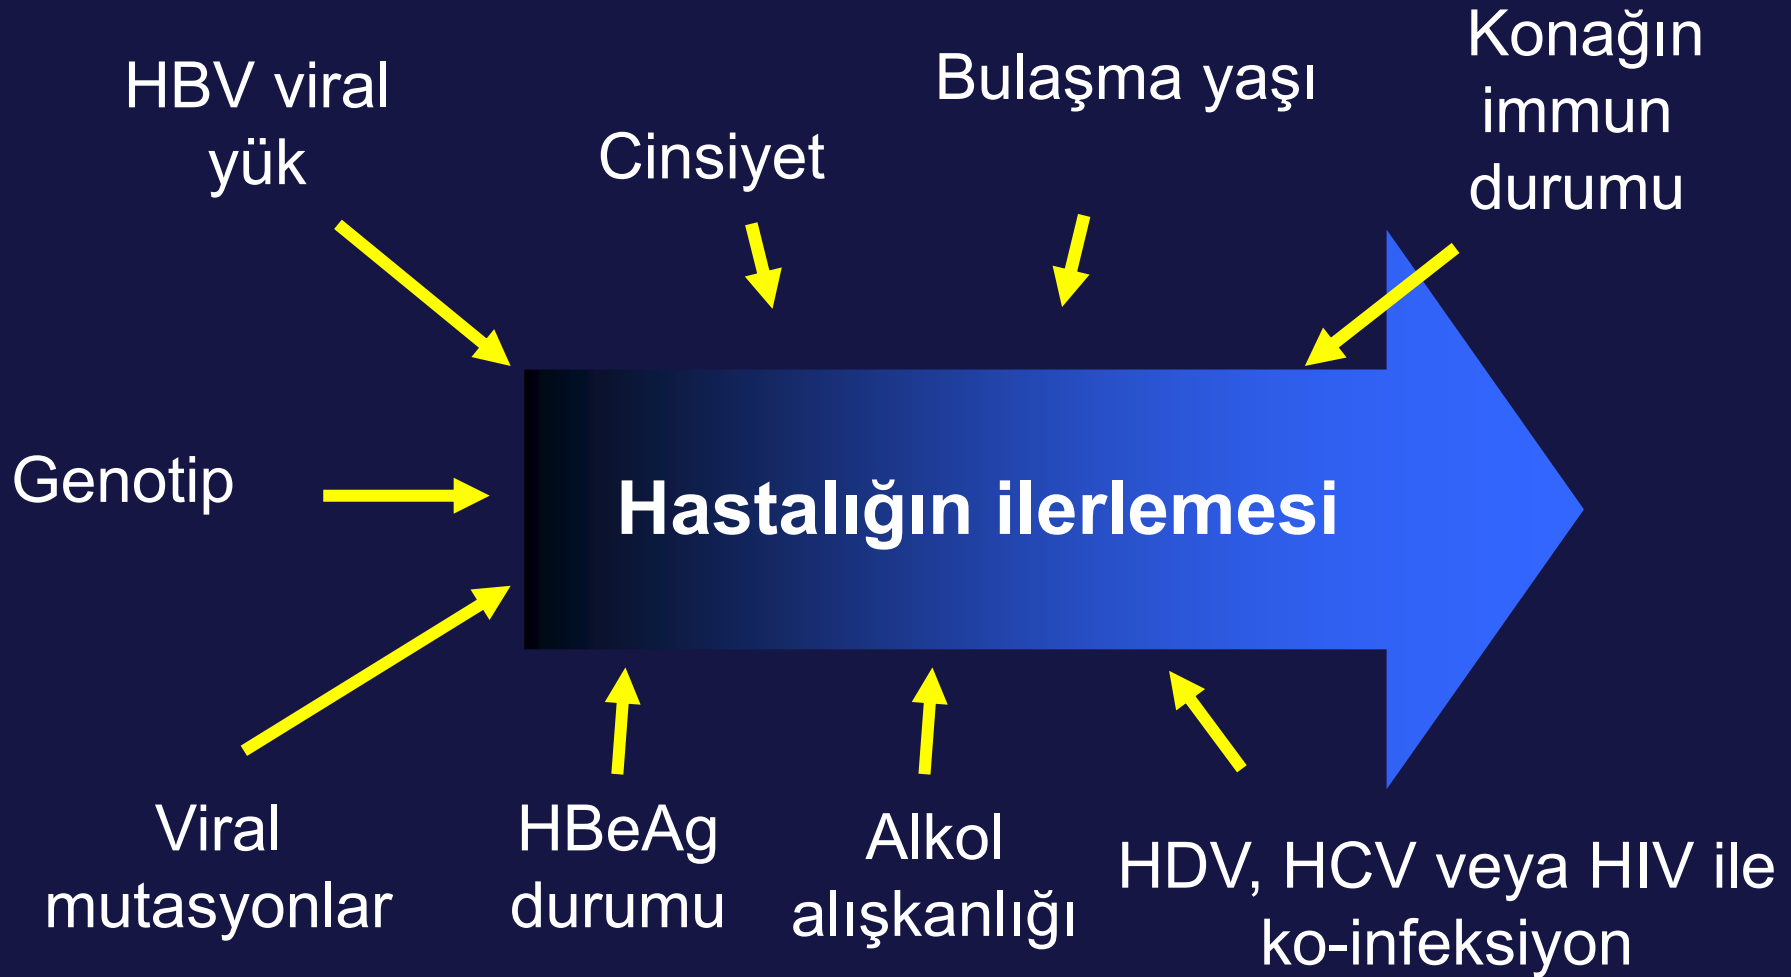 HBV viral
yük
Cinsiyet
Bulaşma yaşı
Konağın
immun
durumu
Genotip
Hastalığın ilerlemesi
Viral
mutasyonlar
HBeAg
durumu
Alkol
alışkanlığı
HDV, HCV veya HIV ile
ko-infeksiyon